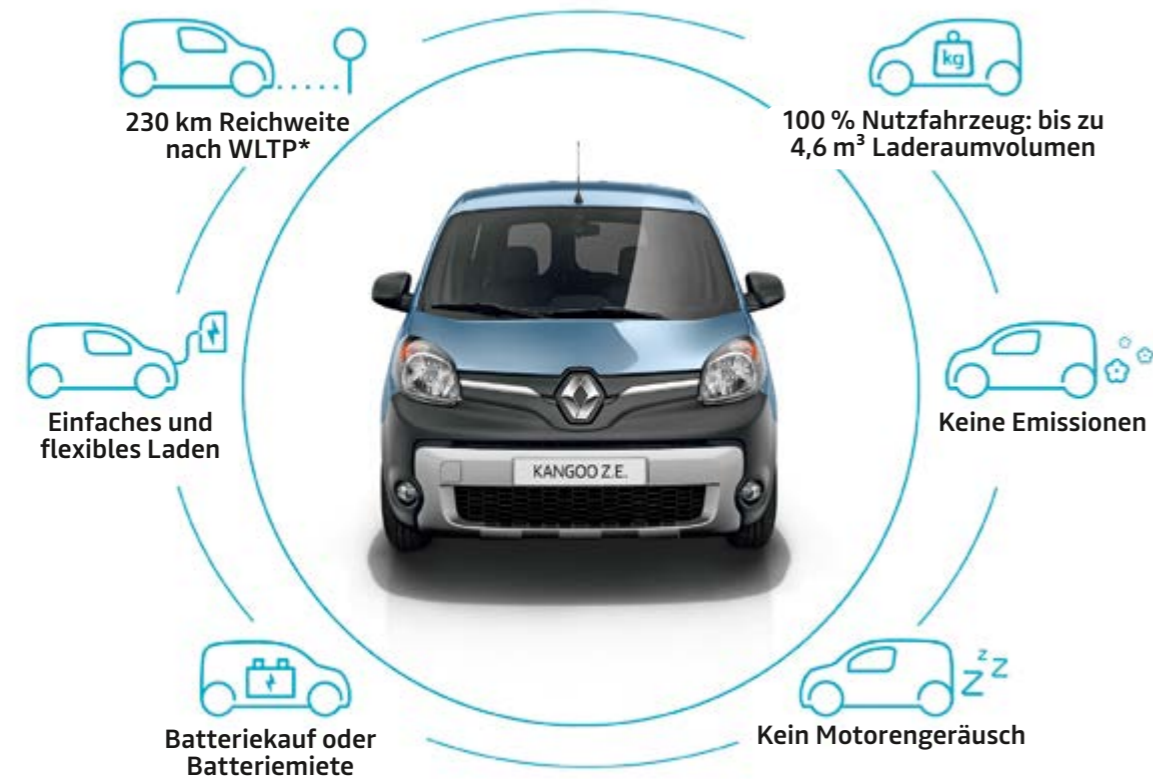 230 km Reichweite
nach WLTP*
100 % Nutzfahrzeug: bis zu
4,6 m³ Laderaumvolumen
kg
Einfaches und
flexibles Laden
Keine Emissionen
KANGOO Z.E.
Batteriekauf oder
Batteriemiete
Kein Motorengeräusch
z z z